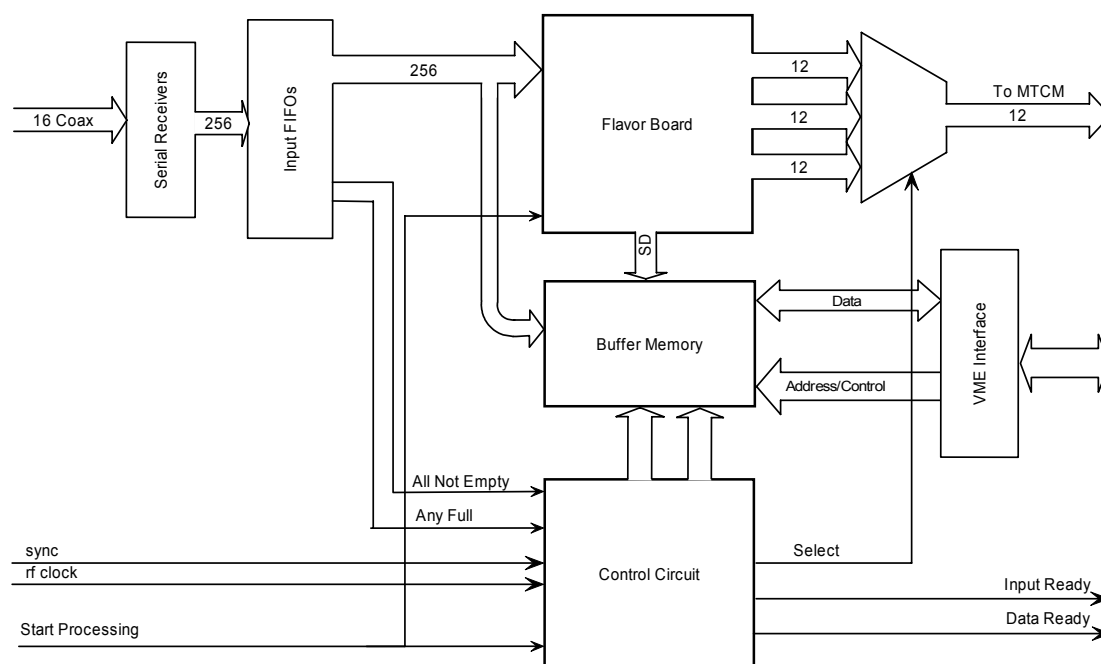 16 Coax
Serial Receivers
256
Input FIFOs
256
Flavor Board
12
12
12
To MTCM
12
SD
Buffer Memory
Data
Address/Control
VME Interface
All Not Empty
Any Full
sync
rf clock
Start Processing
Control Circuit
Select
Input Ready
Data Ready